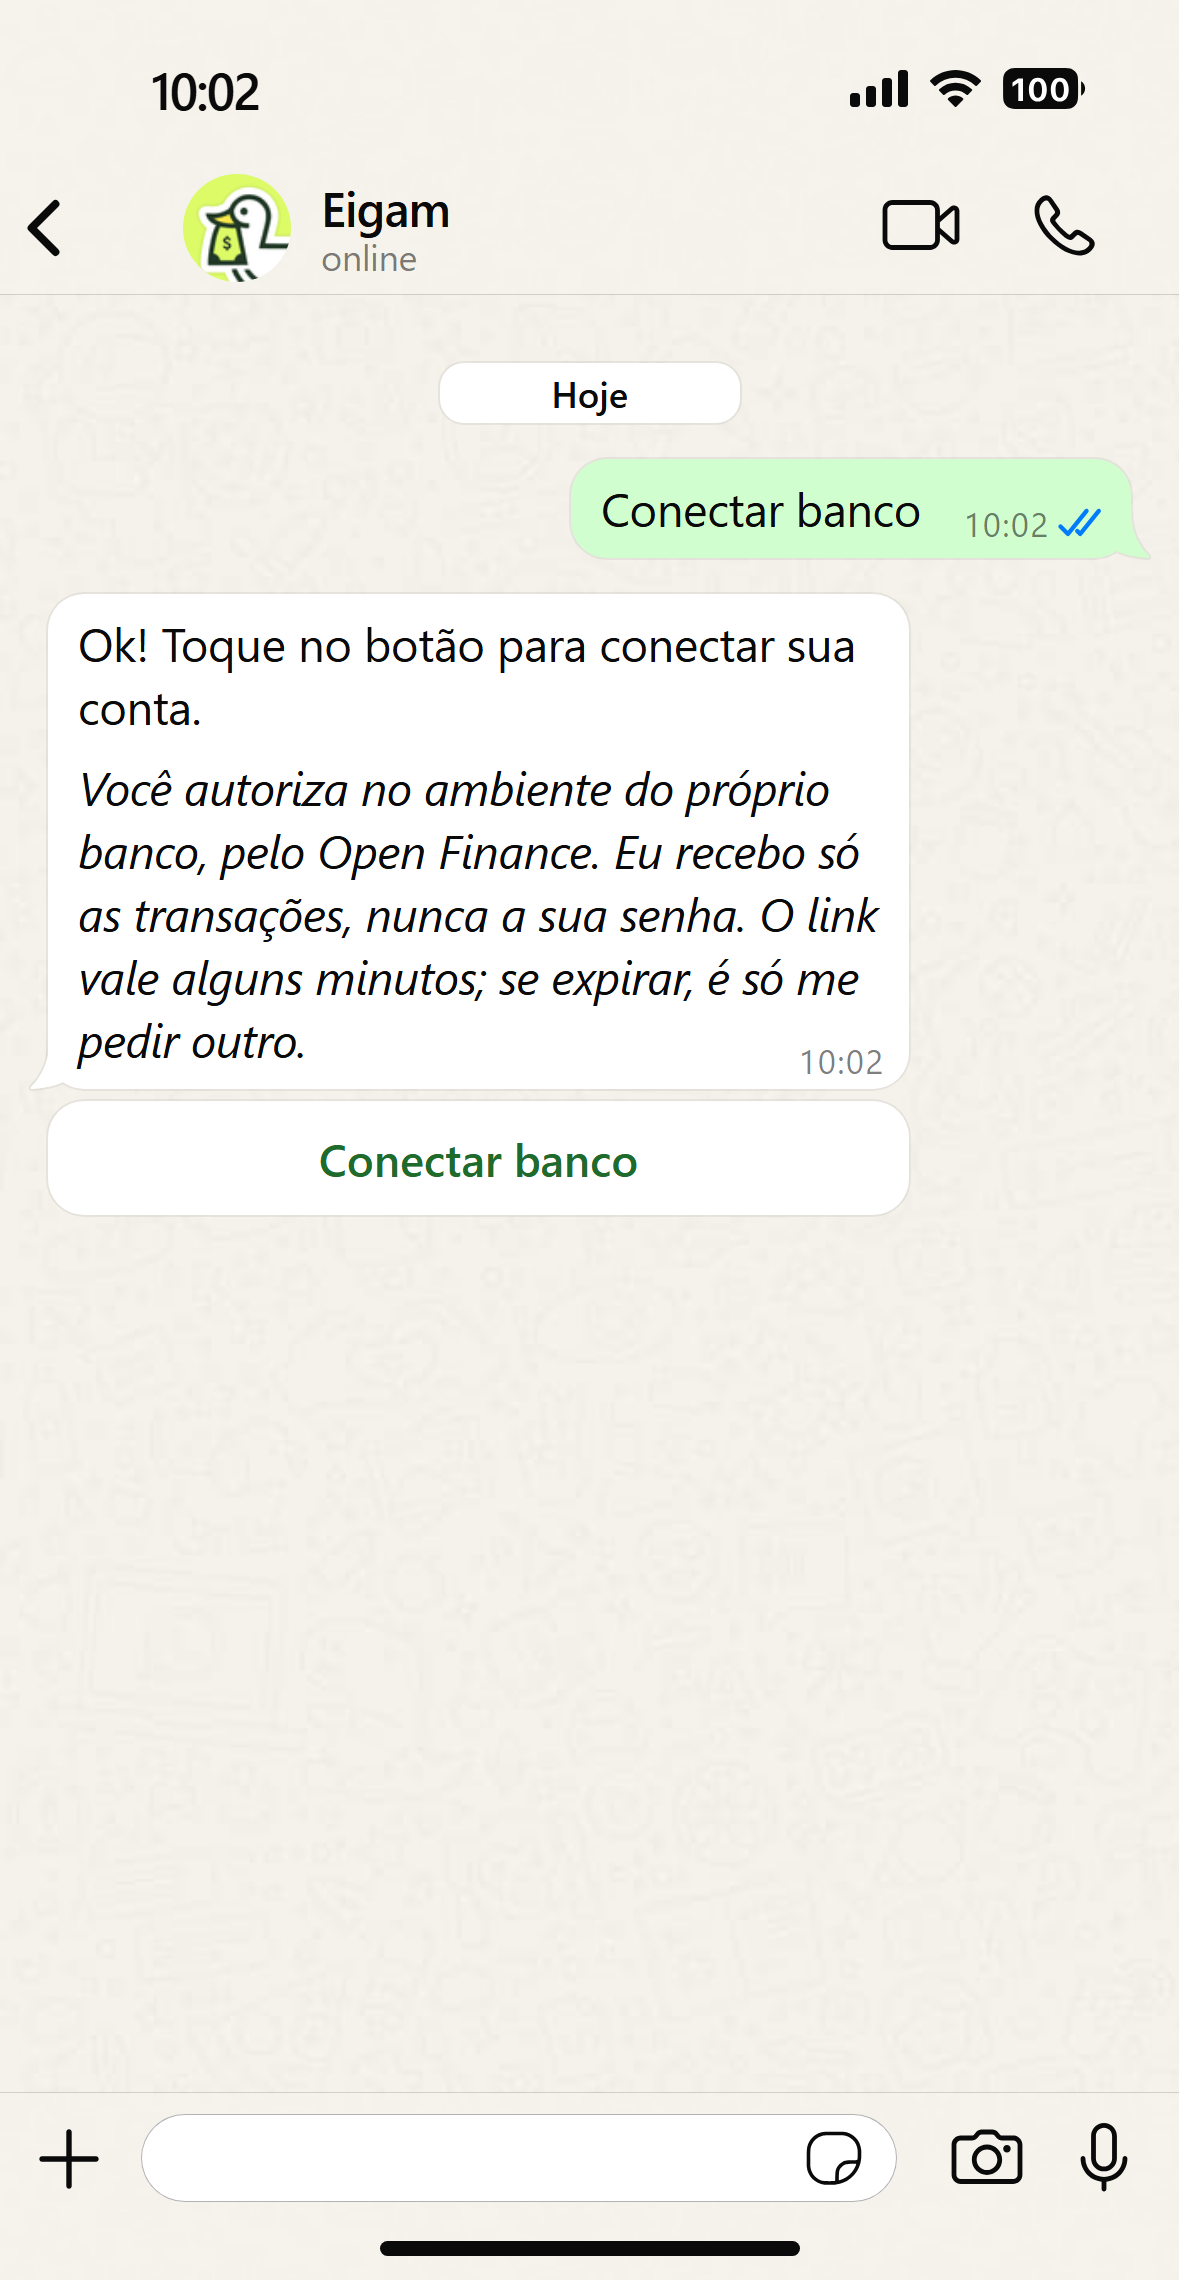 10:02
100
Eigam
online
Hoje
Conectar banco 10:02
Ok! Toque no botão para conectar sua
conta.
Você autoriza no ambiente do próprio
banco, pelo Open Finance. Eu recebo só
as transações, nunca a sua senha. O link
vale alguns minutos; se expirar, é só me
pedir outro.
10:02
Conectar banco